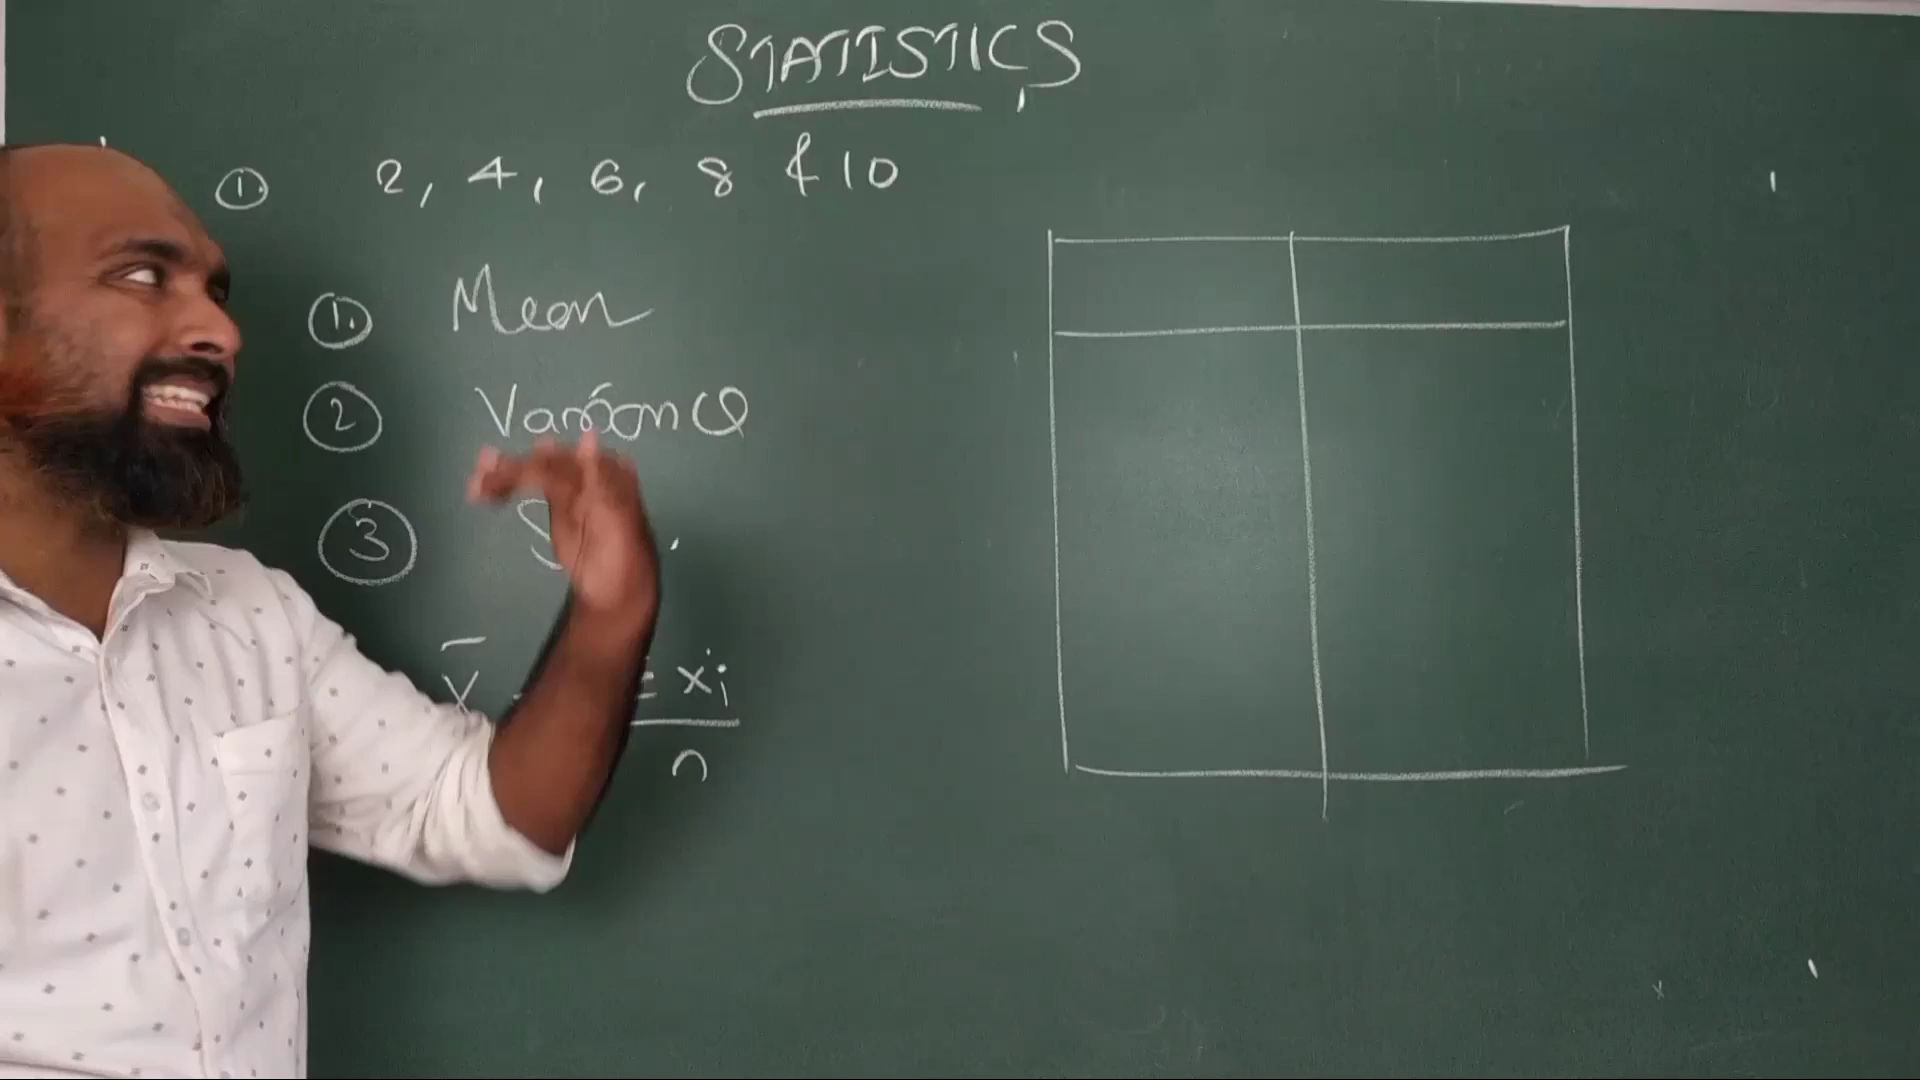 STATISTICS
① 2, 4, 6, 8 & 10
① Mean
② Variance
③ S
x̄ xi
n